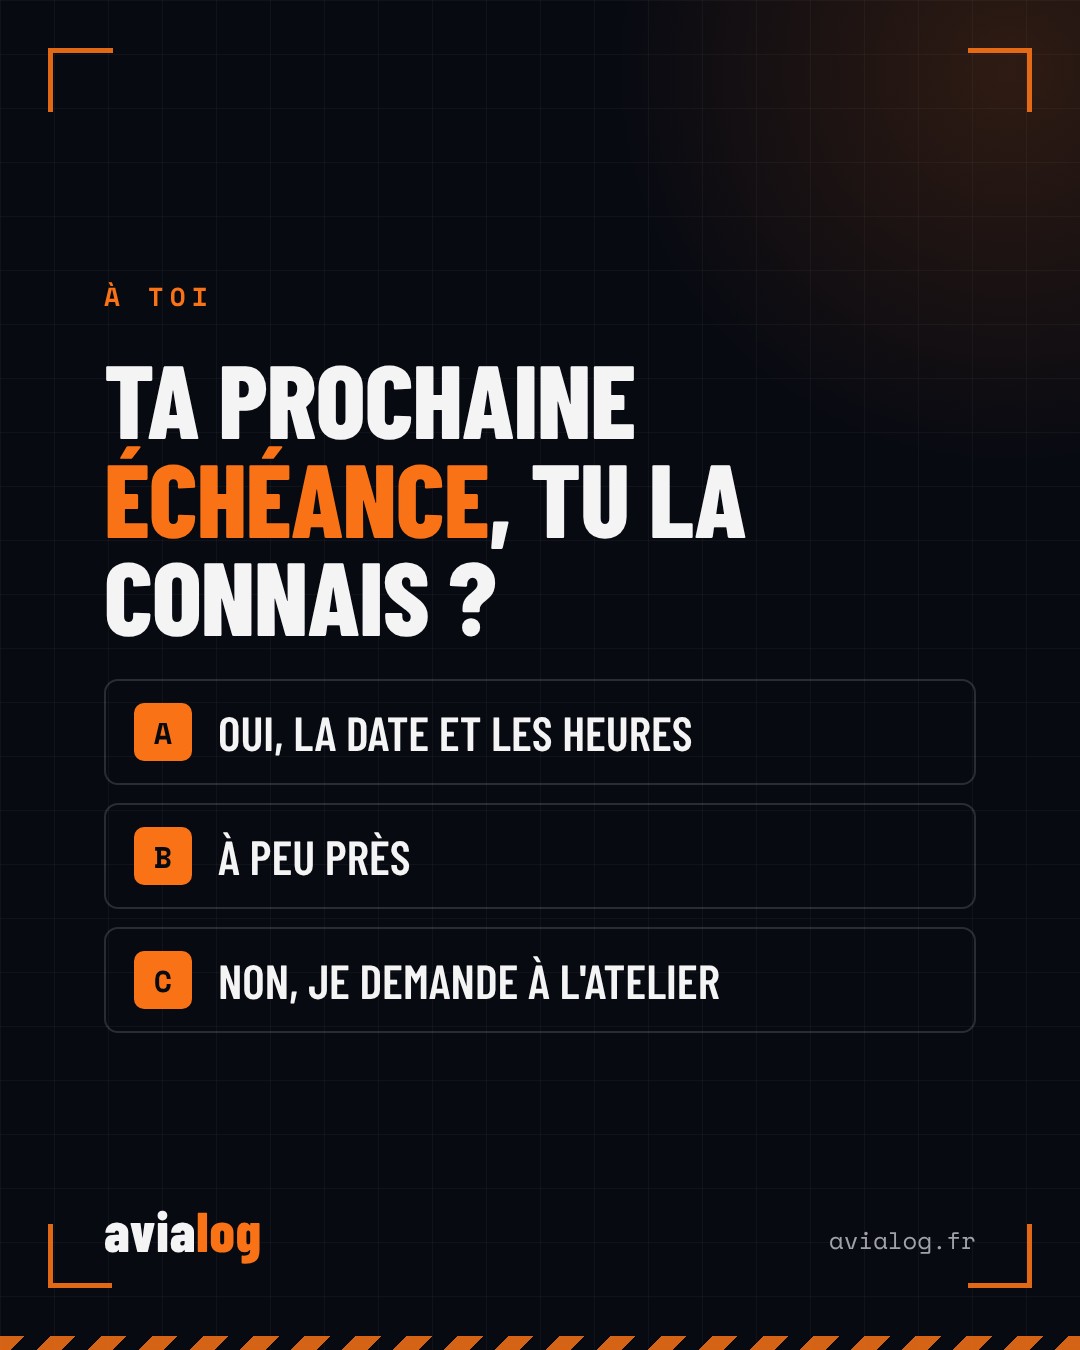 À TOI
TA PROCHAINE
ÉCHÉANCE, TU LA
CONNAIS ?
A OUI, LA DATE ET LES HEURES
B À PEU PRÈS
C NON, JE DEMANDE À L'ATELIER
avialog
avialog.fr